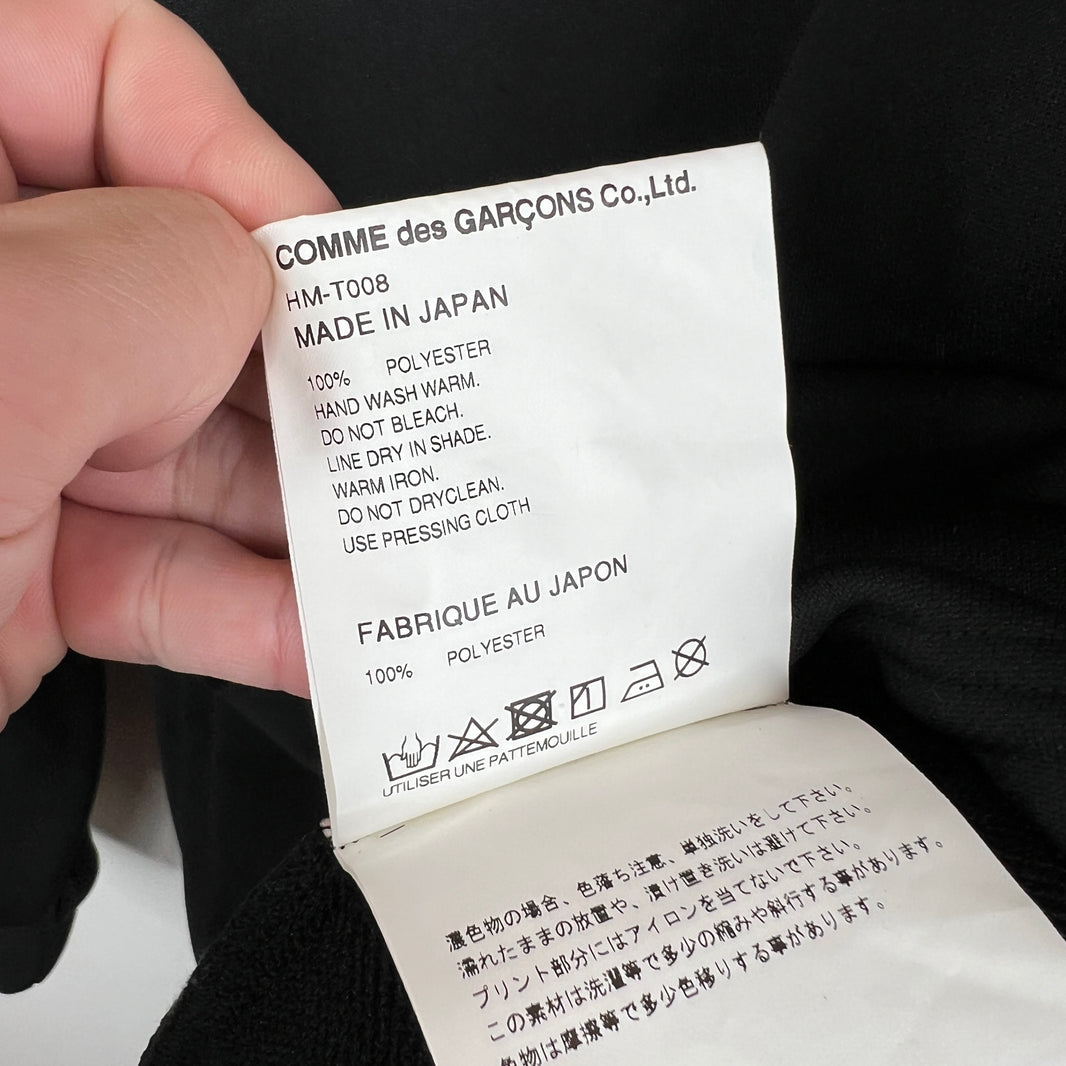 COMME des GARÇONS Co.,Ltd.
HM-T008
MADE IN JAPAN
100% POLYESTER
HAND WASH WARM.
DO NOT BLEACH.
LINE DRY IN SHADE.
WARM IRON.
DO NOT DRYCLEAN.
USE PRESSING CLOTH
FABRIQUE AU JAPON
100% POLYESTER
UTILISER UNE PATTEMOUILLE
濃色物の場合、色落ち注意、単独洗いをして下さい。
濡れたままの放置や、漬け置き洗いは避けて下さい。
プリント部分にはアイロンを当てないで下さい。
この素材は洗濯等で多少の縮みや斜行する事があります。
色物は摩擦等で多少色移りする事があります。